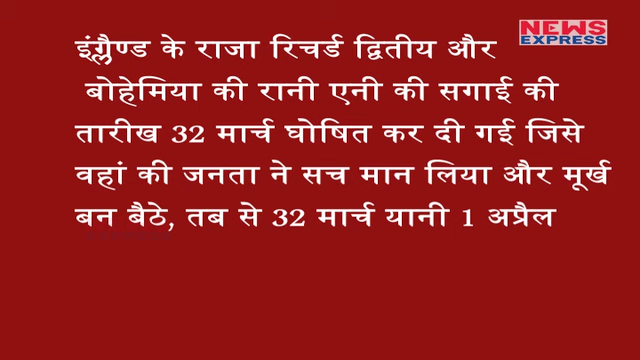 NEWS
EXPRESS
इंग्लैण्ड के राजा रिचर्ड द्वितीय और
बोहेमिया की रानी एनी की सगाई की
तारीख 32 मार्च घोषित कर दी गई जिसे
वहां की जनता ने सच मान लिया और मूर्ख
बन बैठे, तब से 32 मार्च यानी 1 अप्रैल